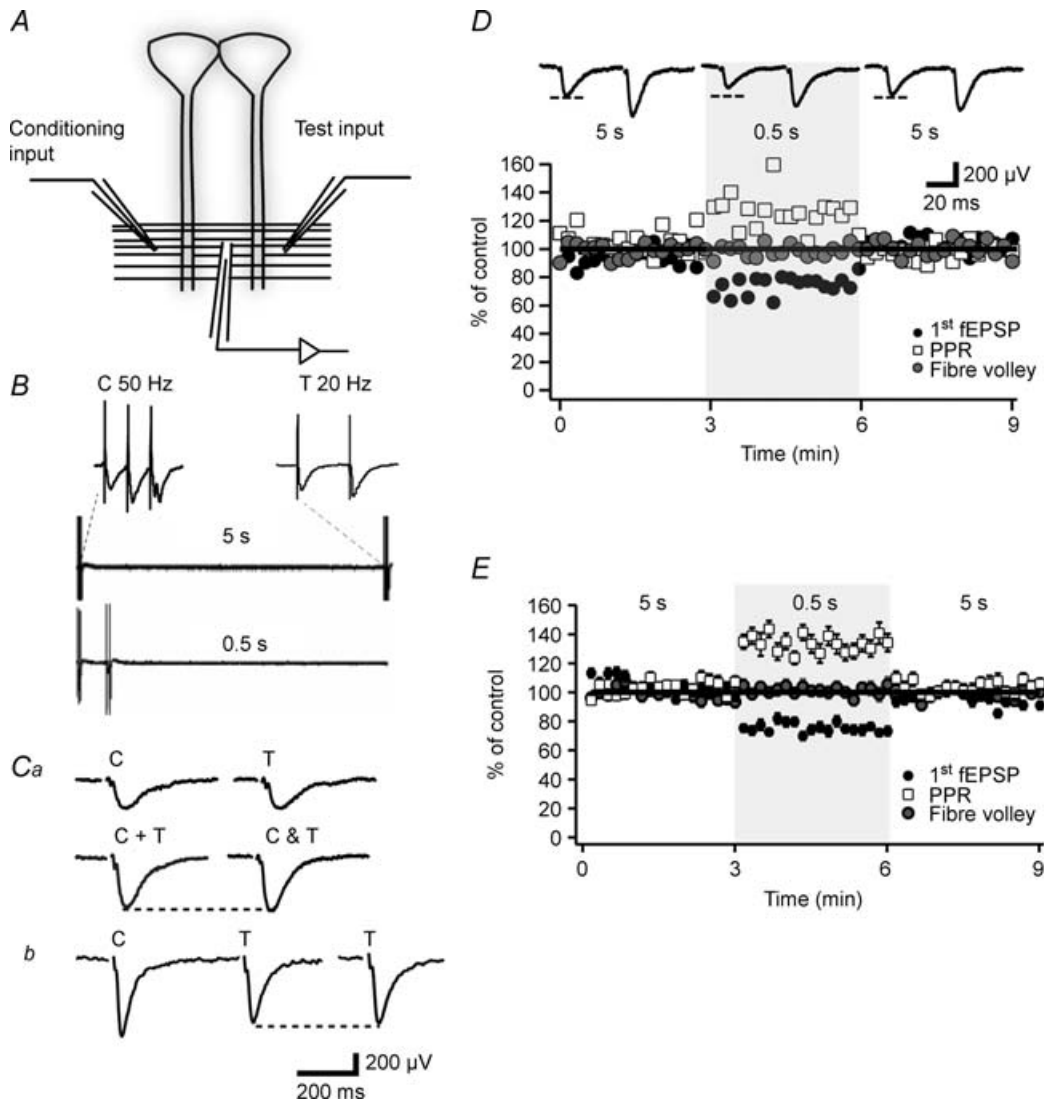 A
Conditioning
input
Test input
B
C 50 Hz
T 20 Hz
5 s
0.5 s
Ca
C
T
C + T
C & T
b
C
T
T
200 µV
200 ms
D
5 s
0.5 s
5 s
200 µV
20 ms
160
140
120
100
80
60
40
20
0
% of control
1st fEPSP
PPR
Fibre volley
0
3
6
9
Time (min)
E
5 s
0.5 s
5 s
160
140
120
100
80
60
40
20
0
% of control
1st fEPSP
PPR
Fibre volley
0
3
6
9
Time (min)